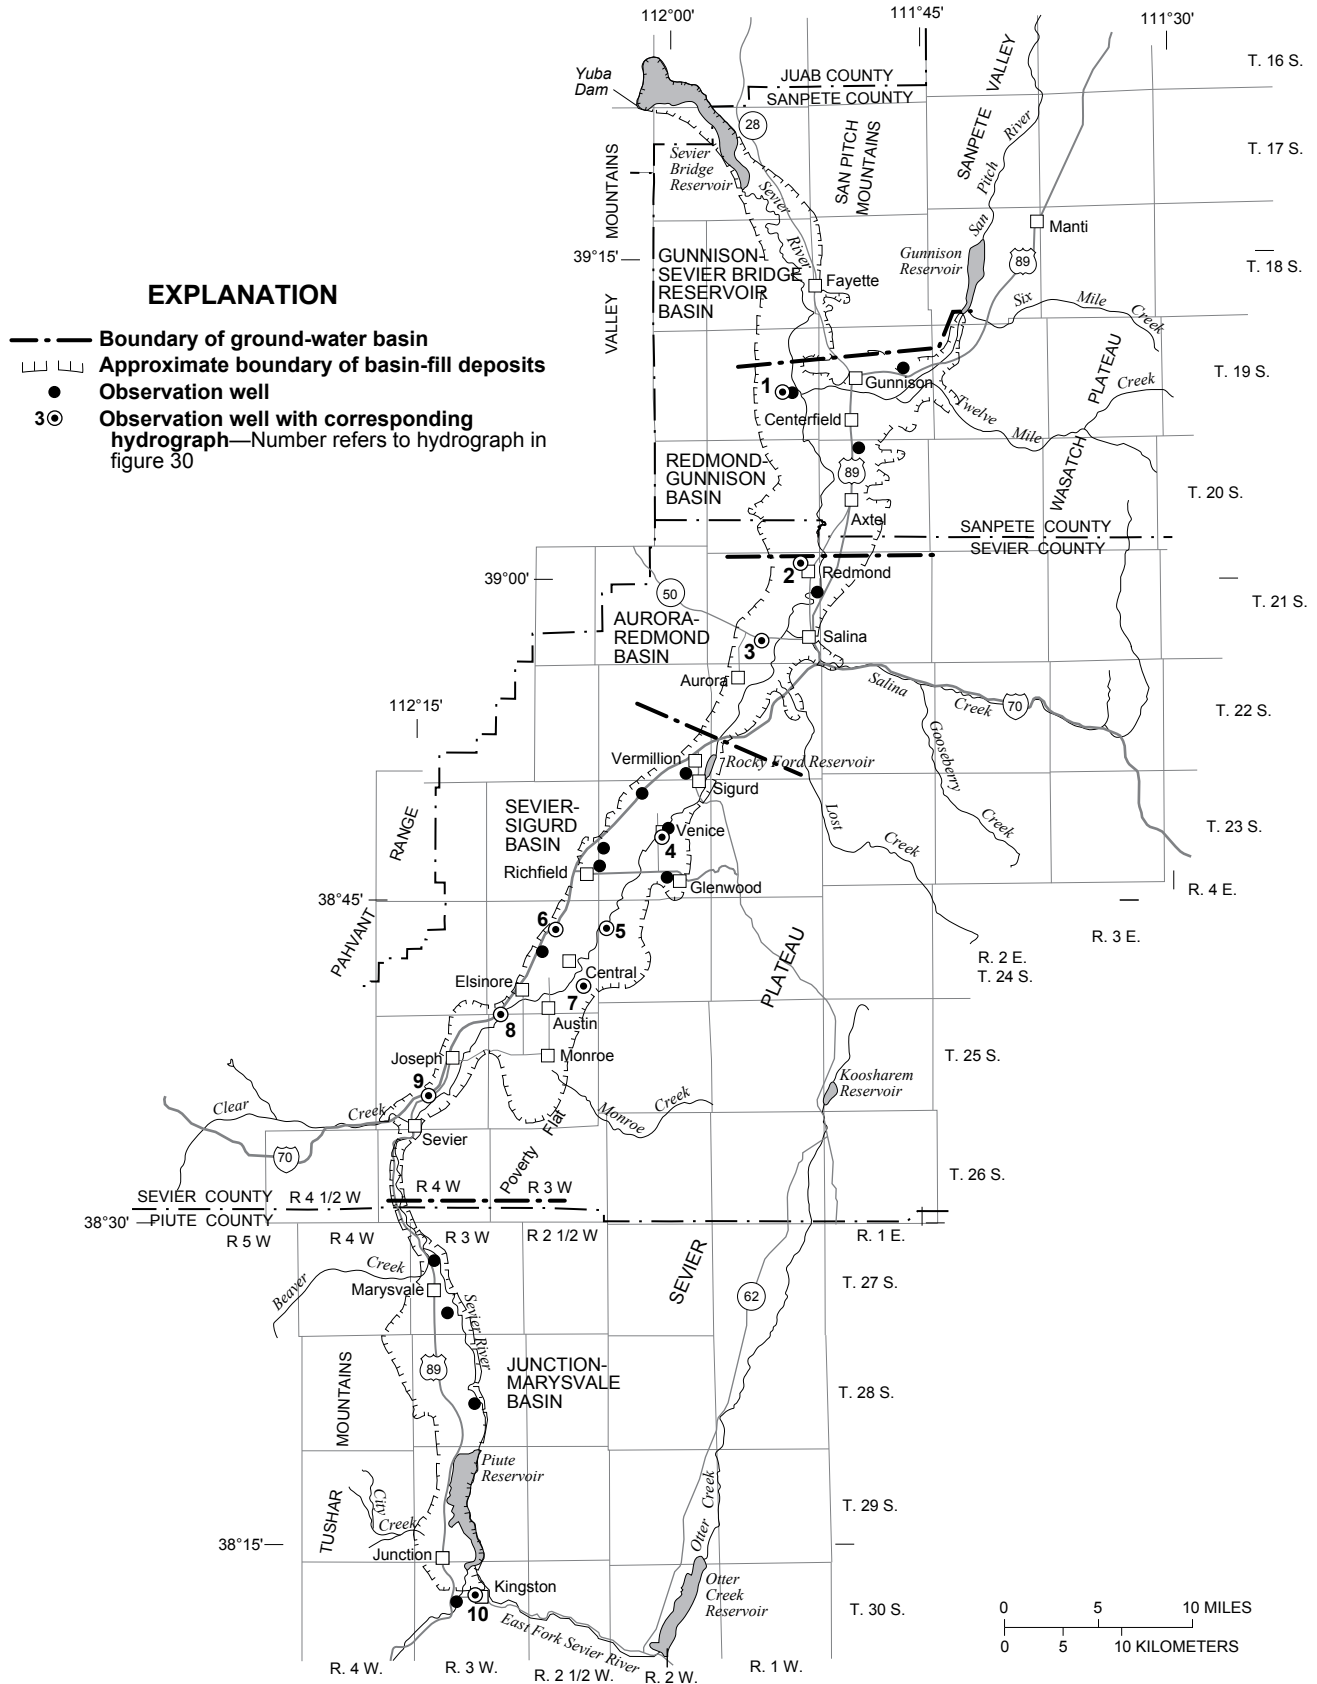 112°00'
111°45'
111°30'
T. 16 S.
Yuba
Dam
JUAB COUNTY
SANPETE COUNTY
28
SANPETE VALLEY
San Pitch River
SAN PITCH
MOUNTAINS
T. 17 S.
Sevier
Bridge
Reservoir
Sevier River
VALLEY MOUNTAINS
Manti
39°15'
GUNNISON-
SEVIER BRIDGE
RESERVOIR
BASIN
Gunnison
Reservoir
89
T. 18 S.
Fayette
EXPLANATION
Boundary of ground-water basin
Approximate boundary of basin-fill deposits
Observation well
3 Observation well with corresponding
hydrograph—Number refers to hydrograph in
figure 30
Six Mile Creek
T. 19 S.
1
Gunnison
Centerfield
Twelve Mile Creek
WASATCH PLATEAU
REDMOND-
GUNNISON
BASIN
89
Axtel
T. 20 S.
SANPETE COUNTY
SEVIER COUNTY
39°00'
2
Redmond
50
T. 21 S.
AURORA-
REDMOND
BASIN
3
Salina
Aurora
Salina Creek
70
112°15'
T. 22 S.
Gooseberry Creek
Vermillion
Rocky Ford Reservoir
Sigurd
SEVIER-
SIGURD
BASIN
Lost Creek
T. 23 S.
Venice
4
Richfield
Glenwood
R. 4 E.
38°45'
PAHVANT RANGE
6
5
R. 3 E.
R. 2 E.
T. 24 S.
Elsinore
Central
7
8
Austin
SEVIER PLATEAU
Joseph
Monroe
T. 25 S.
9
Koosharem
Reservoir
Clear Creek
Monroe Creek
Sevier
70
Poverty Flat
T. 26 S.
SEVIER COUNTY
PIUTE COUNTY
R 4 1/2 W
R 4 W
R 3 W
38°30'
R 5 W
R 4 W
R 3 W
R 2 1/2 W
R. 1 E.
Beaver Creek
Marysvale
Sevier River
62
T. 27 S.
89
JUNCTION-
MARYSVALE
BASIN
T. 28 S.
TUSHAR MOUNTAINS
Piute
Reservoir
City
Creek
Otter Creek
T. 29 S.
38°15'
Junction
Kingston
10
Otter
Creek
Reservoir
East Fork Sevier River
T. 30 S.
0 5 10 MILES
0 5 10 KILOMETERS
R. 4 W.
R. 3 W.
R. 2 1/2 W.
R. 2 W.
R. 1 W.